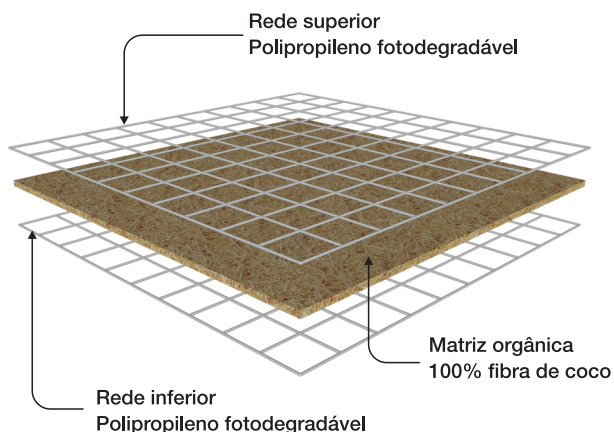 Rede superior
Polipropileno fotodegradável
Matriz orgânica
100% fibra de coco
Rede inferior
Polipropileno fotodegradável